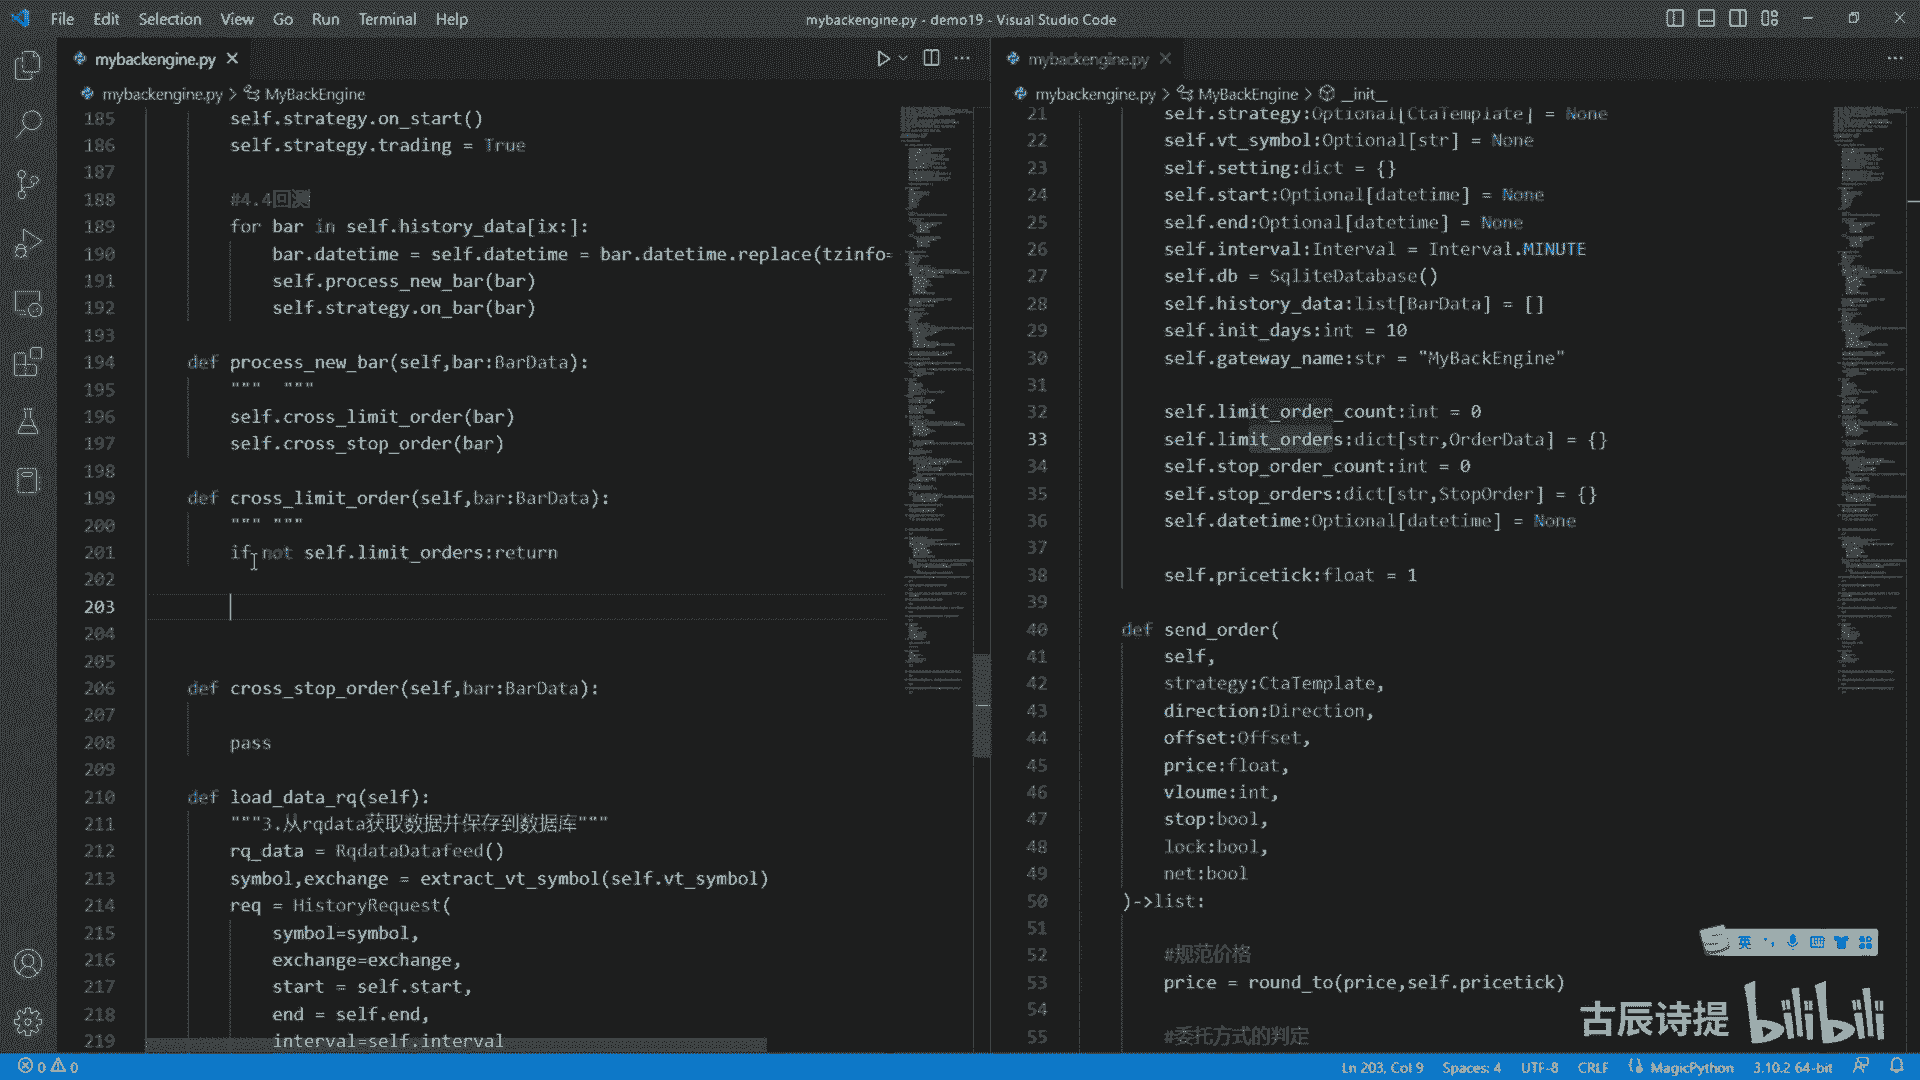 File Edit Selection View Go Run Terminal Help
mybackengine.py - demo19 - Visual Studio Code
mybackengine.py
mybackengine.py > MyBackEngine
185 self.strategy.on_start()
186 self.strategy.trading = True
187
188 #4.4回测
189 for bar in self.history_data[ix:]:
190 bar.datetime = self.datetime = bar.datetime.replace(tzinfo=
191 self.process_new_bar(bar)
192 self.strategy.on_bar(bar)
193
194 def process_new_bar(self,bar:BarData):
195 """ """
196 self.cross_limit_order(bar)
197 self.cross_stop_order(bar)
198
199 def cross_limit_order(self,bar:BarData):
200 """ """
201 if not self.limit_orders:return
202
203
204
205
206 def cross_stop_order(self,bar:BarData):
207
208 pass
209
210 def load_data_rq(self):
211 """3.从rqdata获取数据并保存到数据库"""
212 rq_data = RqdataDatafeed()
213 symbol,exchange = extract_vt_symbol(self.vt_symbol)
214 req = HistoryRequest(
215 symbol=symbol,
216 exchange=exchange,
217 start = self.start,
218 end = self.end,
219 interval=self.interval
mybackengine.py
mybackengine.py > MyBackEngine > __init__
21 self.strategy:Optional[CtaTemplate] = None
22 self.vt_symbol:Optional[str] = None
23 self.setting:dict = {}
24 self.start:Optional[datetime] = None
25 self.end:Optional[datetime] = None
26 self.interval:Interval = Interval.MINUTE
27 self.db = SqliteDatabase()
28 self.history_data:list[BarData] = []
29 self.init_days:int = 10
30 self.gateway_name:str = "MyBackEngine"
31
32 self.limit_order_count:int = 0
33 self.limit_orders:dict[str,OrderData] = {}
34 self.stop_order_count:int = 0
35 self.stop_orders:dict[str,StopOrder] = {}
36 self.datetime:Optional[datetime] = None
37
38 self.pricetick:float = 1
39
40 def send_order(
41 self,
42 strategy:CtaTemplate,
43 direction:Direction,
44 offset:Offset,
45 price:float,
46 vloume:int,
47 stop:bool,
48 lock:bool,
49 net:bool
50 )->list:
51
52 #规范价格
53 price = round_to(price,self.pricetick)
54
55 #委托方式的判定
英
古辰诗提 bilibili
0 0
Ln 203, Col 9 Spaces: 4 UTF-8 CRLF MagicPython 3.10.2 64-bit